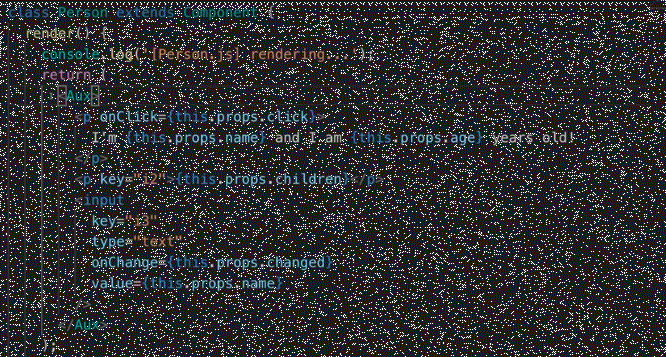 class Person extends Component {
render() {
console.log('[Person.js] rendering...');
return (
<Aux>
<p onClick={this.props.click}>
I'm {this.props.name} and I am {this.props.age} years old!
</p>
<p key="i2">{this.props.children}</p>
<input
key="i3"
type="text"
onChange={this.props.changed}
value={this.props.name}
/>
</Aux>
);